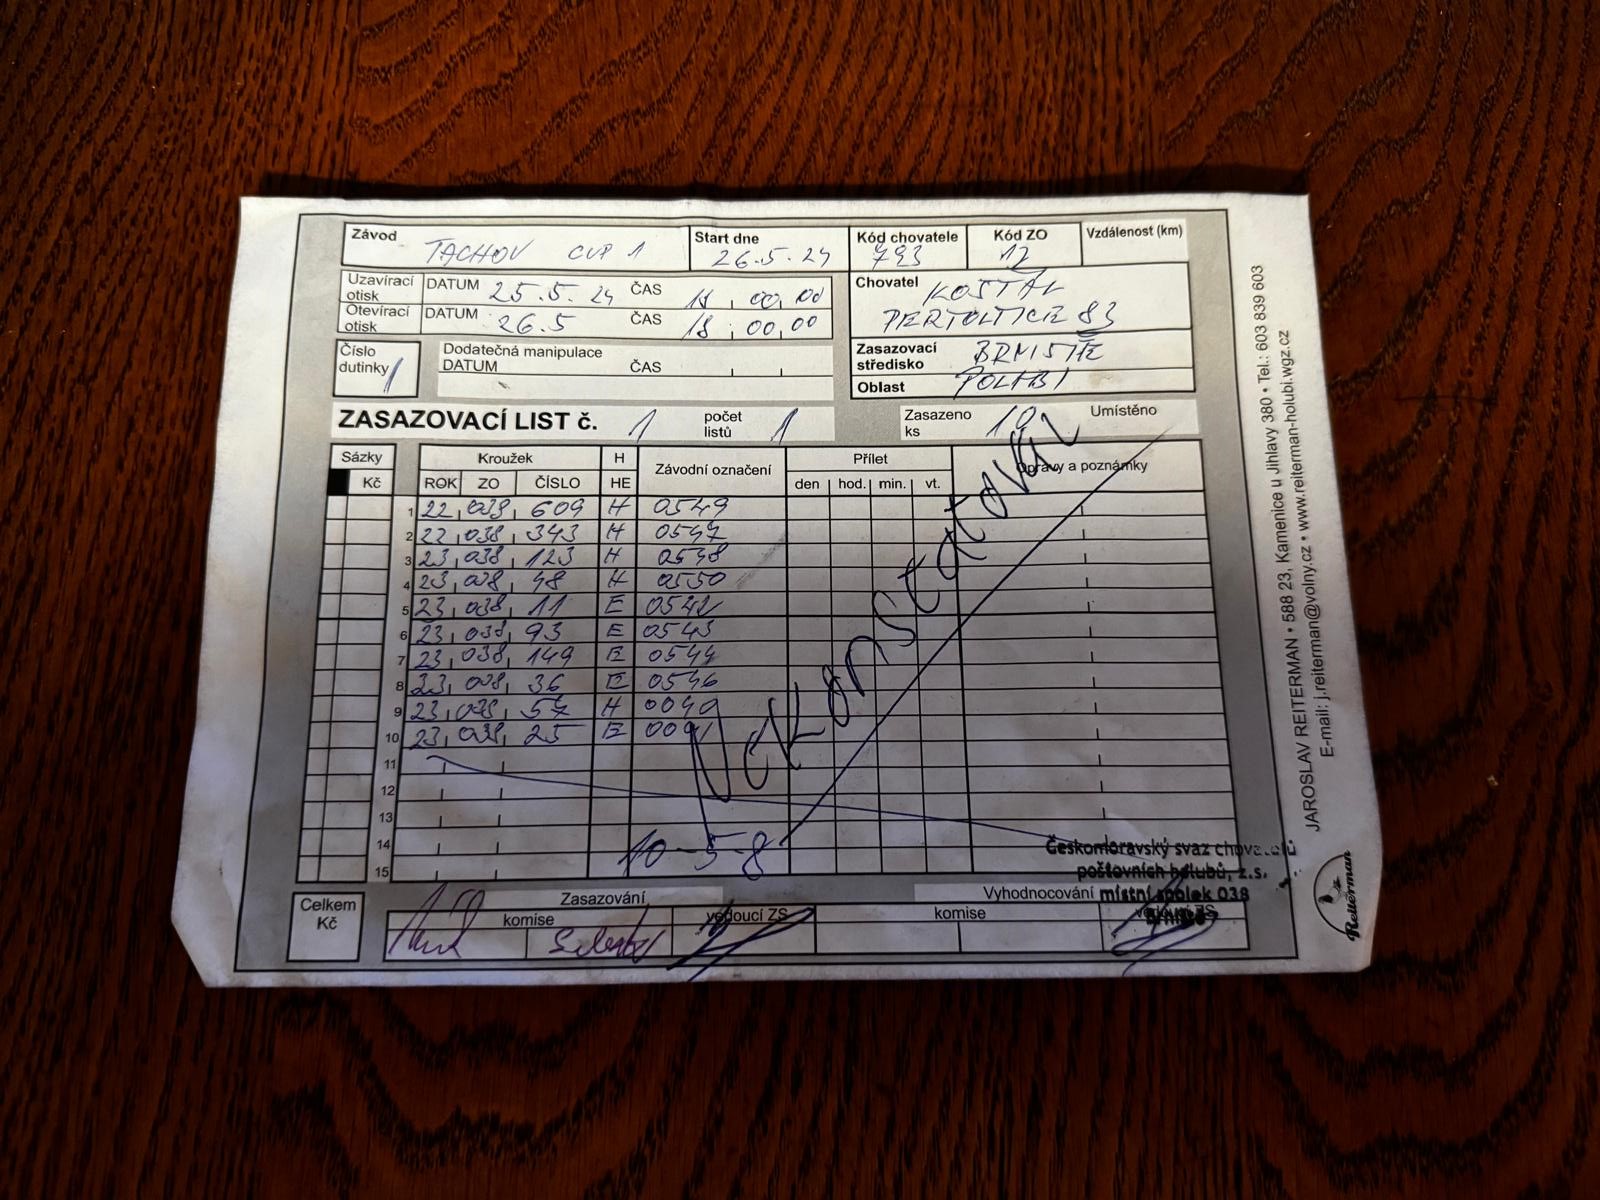 Závod TACHOV CUP 1 Start dne 26.5.24 Kód chovatele 793 Kód ZO 12 Vzdálenost (km)
Uzavírací otisk DATUM 25.5.24 ČAS 00, 00
Otevírací otisk DATUM 26.5 ČAS 18, 00, 00
Chovatel KOŠŤÁL
PERTOLTICE 83
Číslo dutinky 1
Dodatečná manipulace
DATUM ČAS
Zasazovací středisko BRNIŠTĚ
Oblast POLABÍ
ZASAZOVACÍ LIST č. 1 počet listů 1 Zasazeno ks 10 Umístěno
Sázky Kroužek H Závodní označení Přílet Opravy a poznámky
Kč ROK ZO ČÍSLO HE den hod. min. vt.
1 22 038 609 H 0549
2 22 038 343 H 0547
3 23 038 123 H 0548
4 23 038 48 H 0550
5 23 038 11 E
6 23 038 93 E 0543
7 23 038 149 E 0544
8 23 038 36 E 0546
9 23 038 57 H 0040
10 23 038 25 E
11
12
13
14
15
Nekonstatoval
10-5-8
Českomoravský svaz chovatelů
poštovních holubů, z.s.
místní spolek 038
Brniště
Celkem Kč
Zasazování Vyhodnocování
komise vedoucí ZS komise vedoucí ZS
JAROSLAV REITERMAN • 588 23, Kamenice u Jihlavy 380 • Tel.: 603 839 603
E-mail: j.reiterman@volny.cz • www.reiterman-holubi.wgz.cz
Reiterman